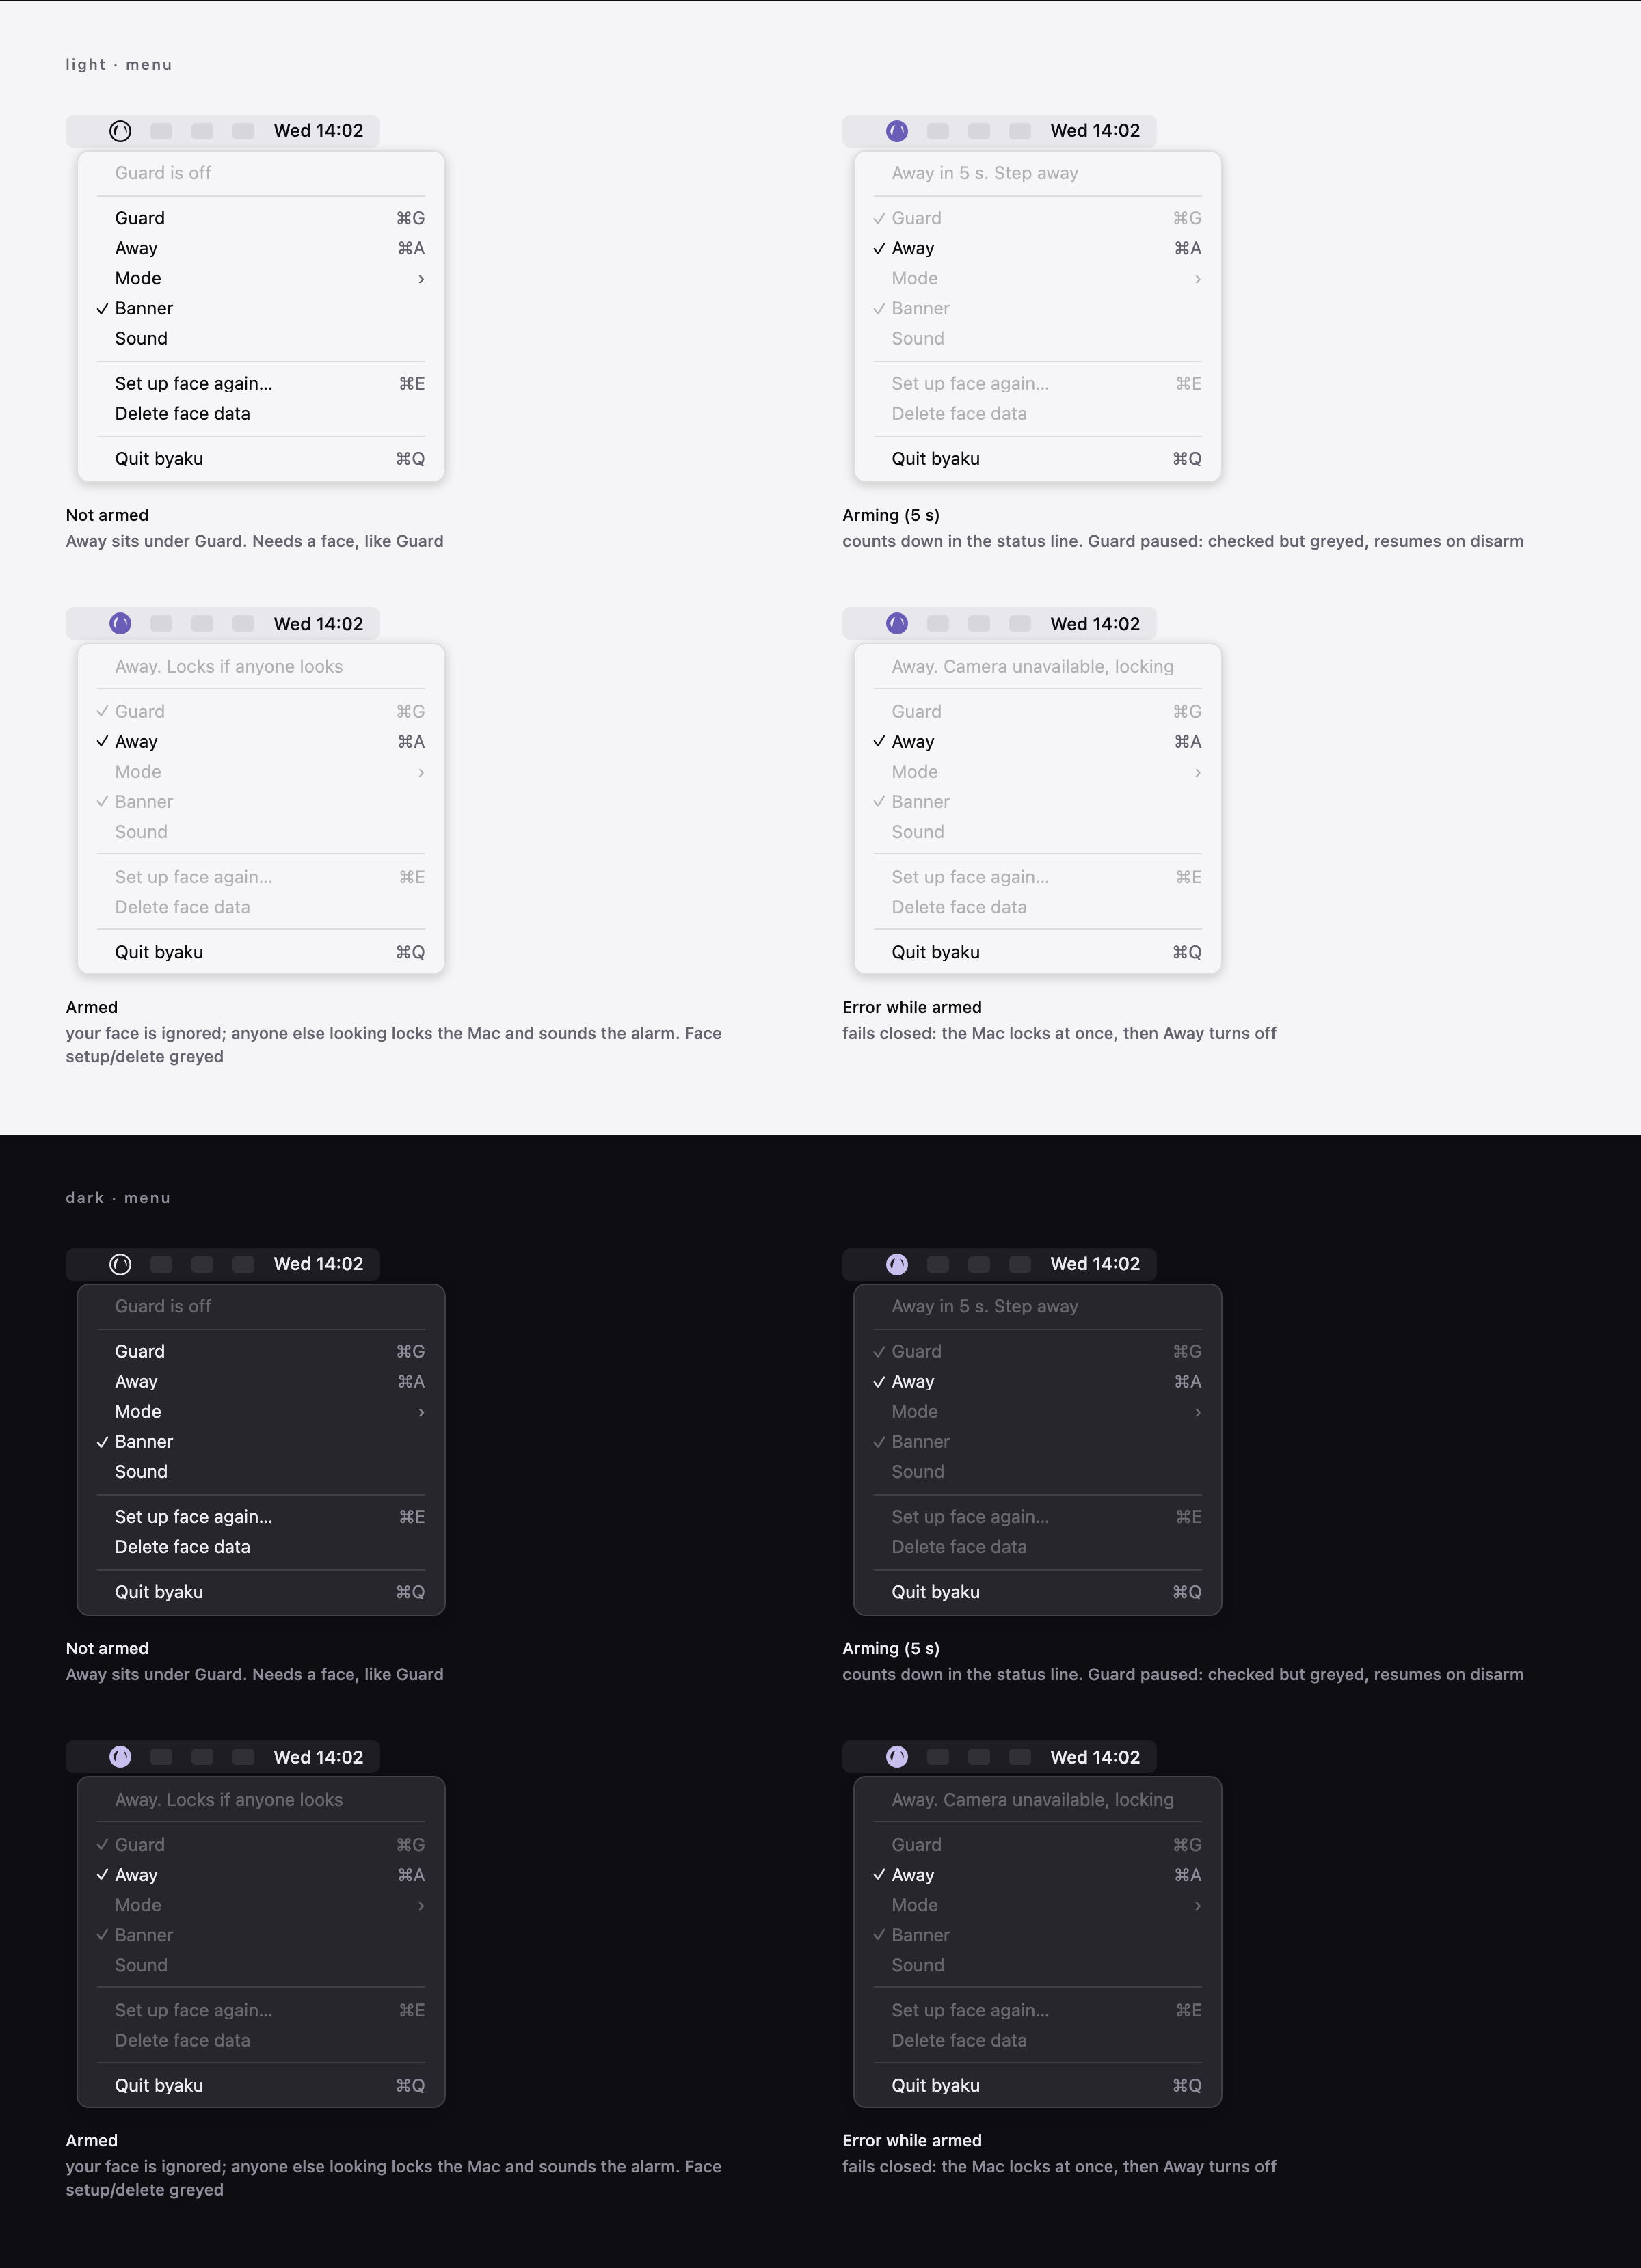 light · menu
Wed 14:02
Guard is off
Guard ⌘G
Away ⌘A
Mode ›
✓ Banner
Sound
Set up face again... ⌘E
Delete face data
Quit byaku ⌘Q
Not armed
Away sits under Guard. Needs a face, like Guard
Wed 14:02
Away in 5 s. Step away
✓ Guard ⌘G
✓ Away ⌘A
Mode ›
✓ Banner
Sound
Set up face again... ⌘E
Delete face data
Quit byaku ⌘Q
Arming (5 s)
counts down in the status line. Guard paused: checked but greyed, resumes on disarm
Wed 14:02
Away. Locks if anyone looks
✓ Guard ⌘G
✓ Away ⌘A
Mode ›
✓ Banner
Sound
Set up face again... ⌘E
Delete face data
Quit byaku ⌘Q
Armed
your face is ignored; anyone else looking locks the Mac and sounds the alarm. Face
setup/delete greyed
Wed 14:02
Away. Camera unavailable, locking
Guard ⌘G
✓ Away ⌘A
Mode ›
✓ Banner
Sound
Set up face again... ⌘E
Delete face data
Quit byaku ⌘Q
Error while armed
fails closed: the Mac locks at once, then Away turns off
dark · menu
Wed 14:02
Guard is off
Guard ⌘G
Away ⌘A
Mode ›
✓ Banner
Sound
Set up face again... ⌘E
Delete face data
Quit byaku ⌘Q
Not armed
Away sits under Guard. Needs a face, like Guard
Wed 14:02
Away in 5 s. Step away
✓ Guard ⌘G
✓ Away ⌘A
Mode ›
✓ Banner
Sound
Set up face again... ⌘E
Delete face data
Quit byaku ⌘Q
Arming (5 s)
counts down in the status line. Guard paused: checked but greyed, resumes on disarm
Wed 14:02
Away. Locks if anyone looks
✓ Guard ⌘G
✓ Away ⌘A
Mode ›
✓ Banner
Sound
Set up face again... ⌘E
Delete face data
Quit byaku ⌘Q
Armed
your face is ignored; anyone else looking locks the Mac and sounds the alarm. Face
setup/delete greyed
Wed 14:02
Away. Camera unavailable, locking
Guard ⌘G
✓ Away ⌘A
Mode ›
✓ Banner
Sound
Set up face again... ⌘E
Delete face data
Quit byaku ⌘Q
Error while armed
fails closed: the Mac locks at once, then Away turns off